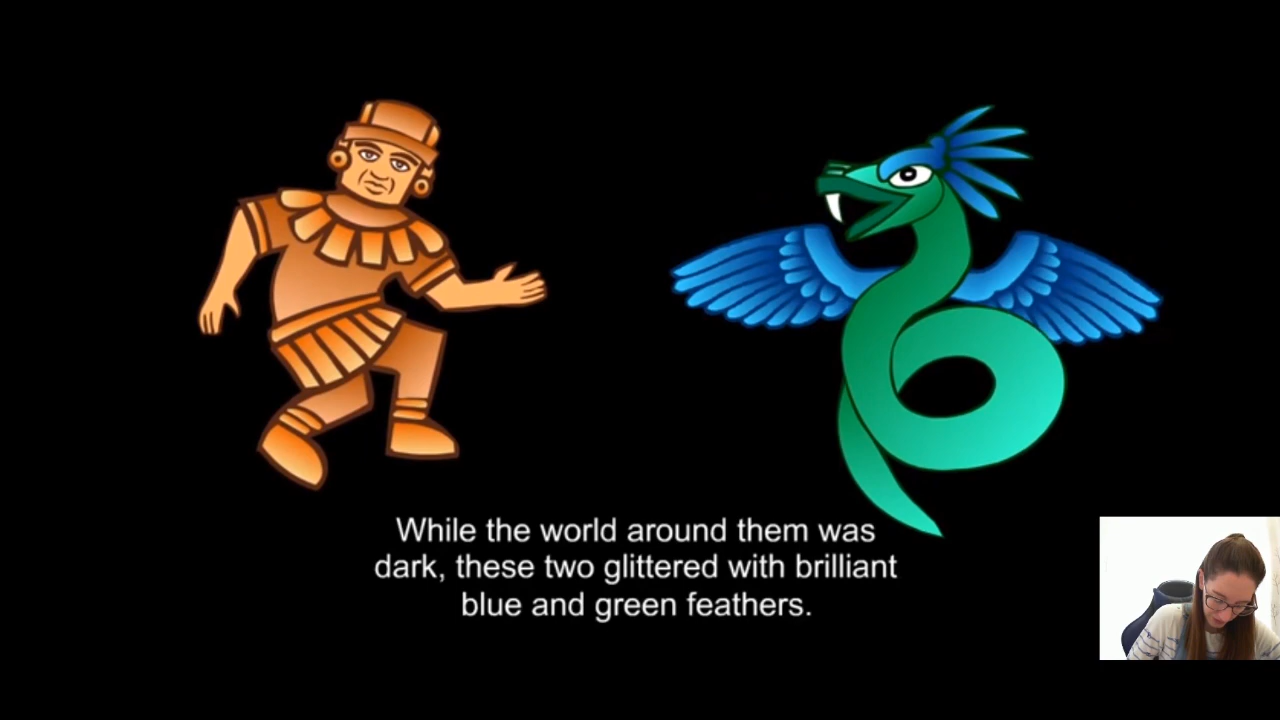 While the world around them was
dark, these two glittered with brilliant
blue and green feathers.